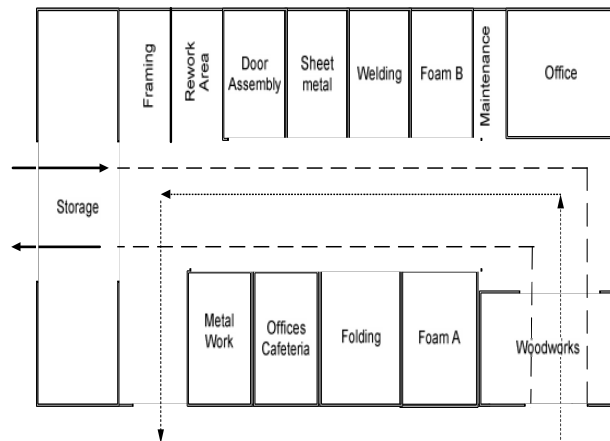 Framing
Rework
Area
Door
Assembly
Sheet
metal
Welding
Foam B
Maintenance
Office
Storage
Metal
Work
Offices
Cafeteria
Folding
Foam A
Woodworks